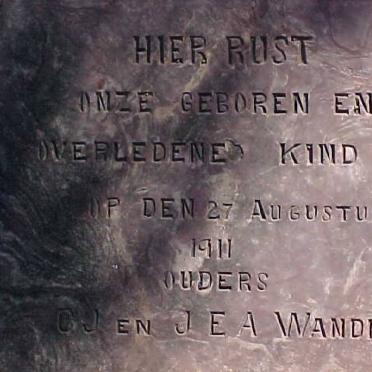 HIER RUST
ONZE GEBOREN EN
OVERLEDENE KIND
OP DEN 27 AUGUSTU
1911
OUDERS
C J EN J E A WAND